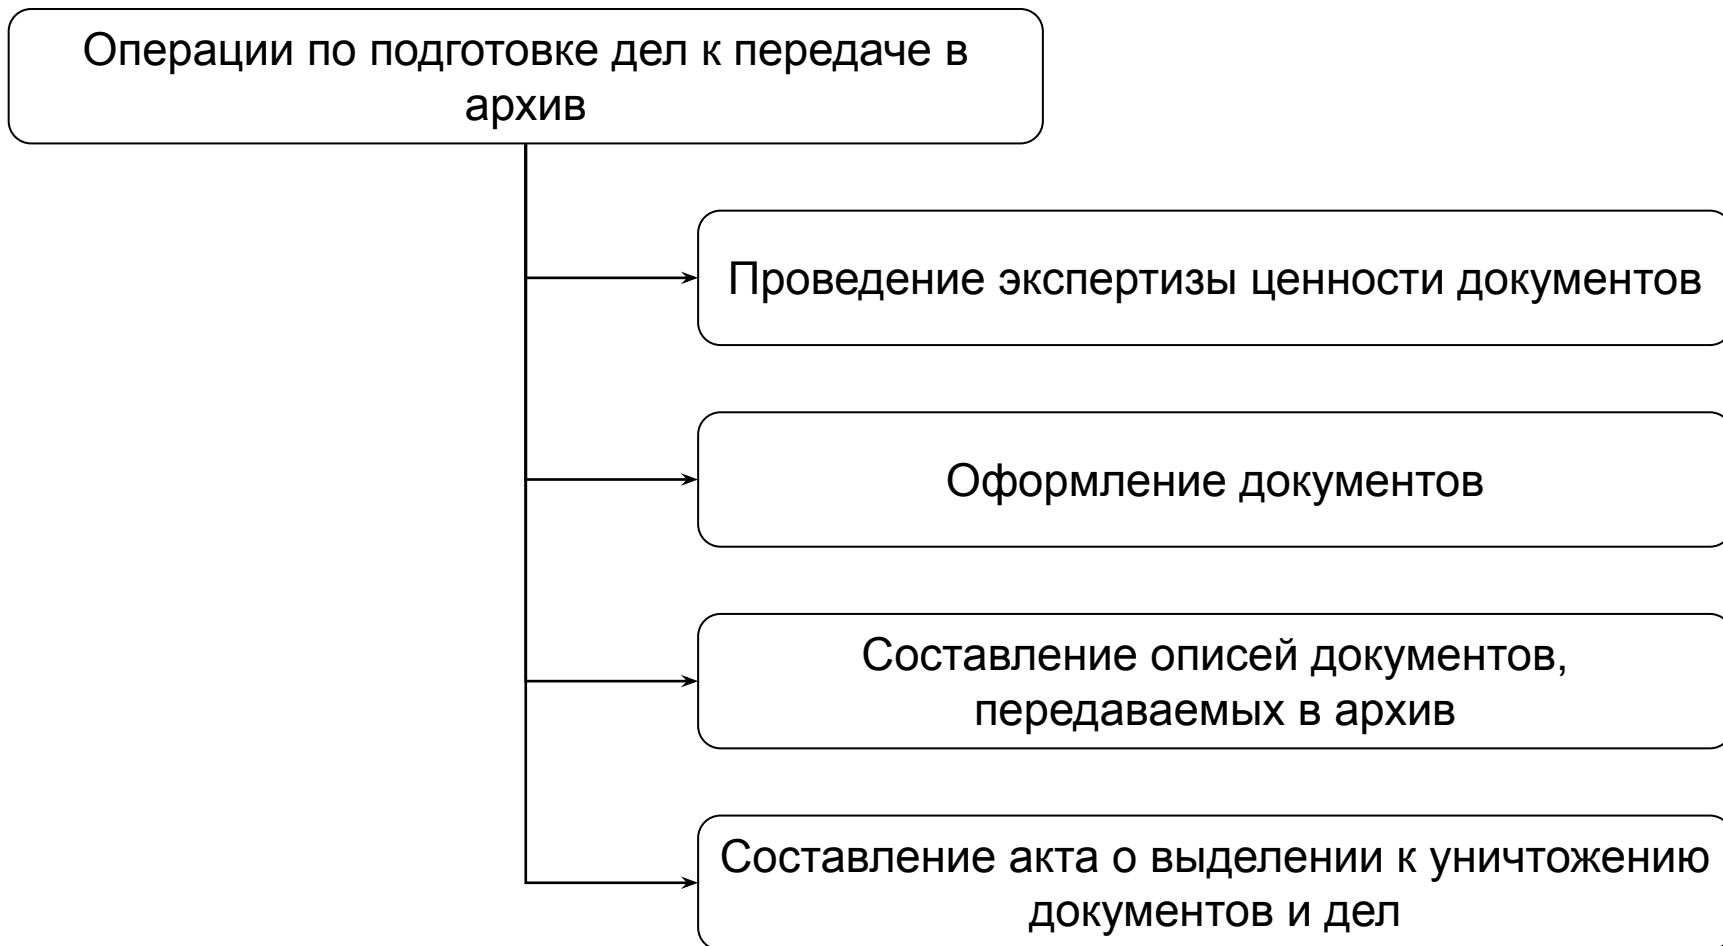 Операции по подготовке дел к передаче в
архив
Проведение экспертизы ценности документов
Оформление документов
Составление описей документов,
передаваемых в архив
Составление акта о выделении к уничтожению
документов и дел